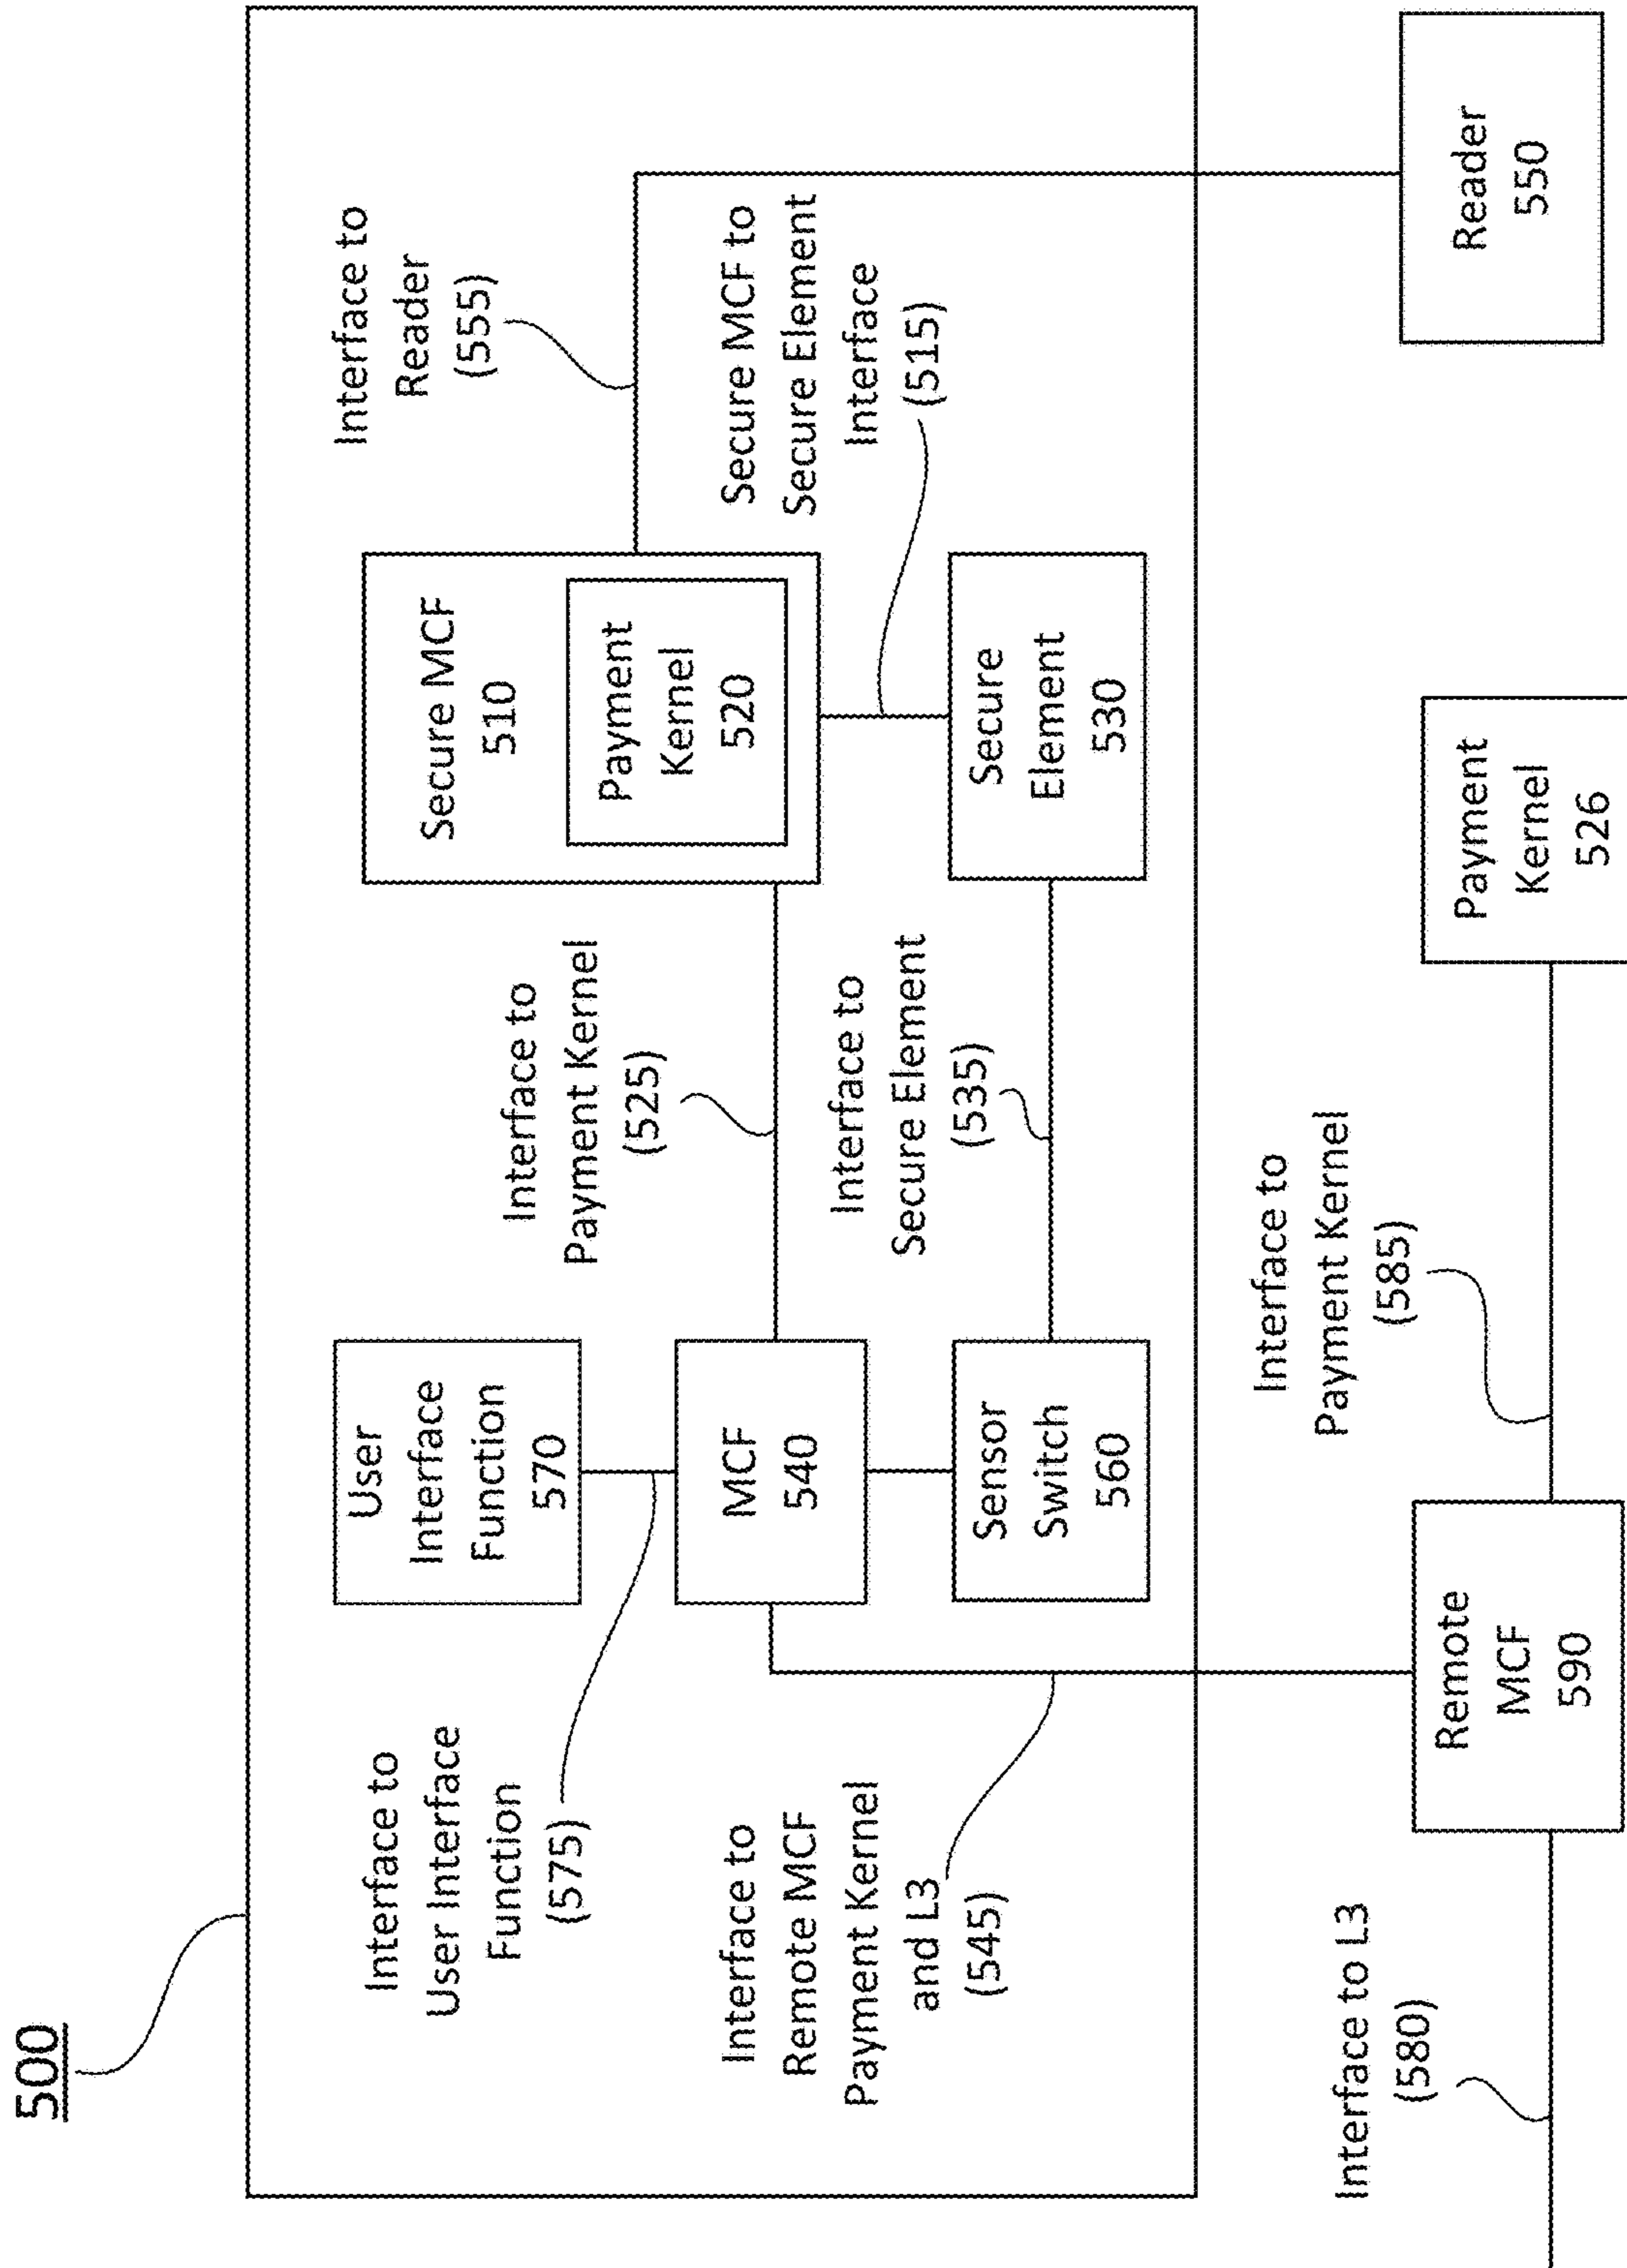 500
Interface to
User Interface
Function
(575)
User
Interface
Function
570
Interface to
Payment Kernel
(525)
Secure MCF
510
Payment
Kernel
520
Interface to
Reader
(555)
Interface to
Remote MCF
Payment Kernel
and L3
(545)
MCF
540
Sensor
Switch
560
Interface to
Secure Element
(535)
Secure
Element
530
Secure MCF to
Secure Element
Interface
(515)
Interface to L3
(580)
Remote
MCF
590
Interface to
Payment Kernel
(585)
Payment
Kernel
526
Reader
550